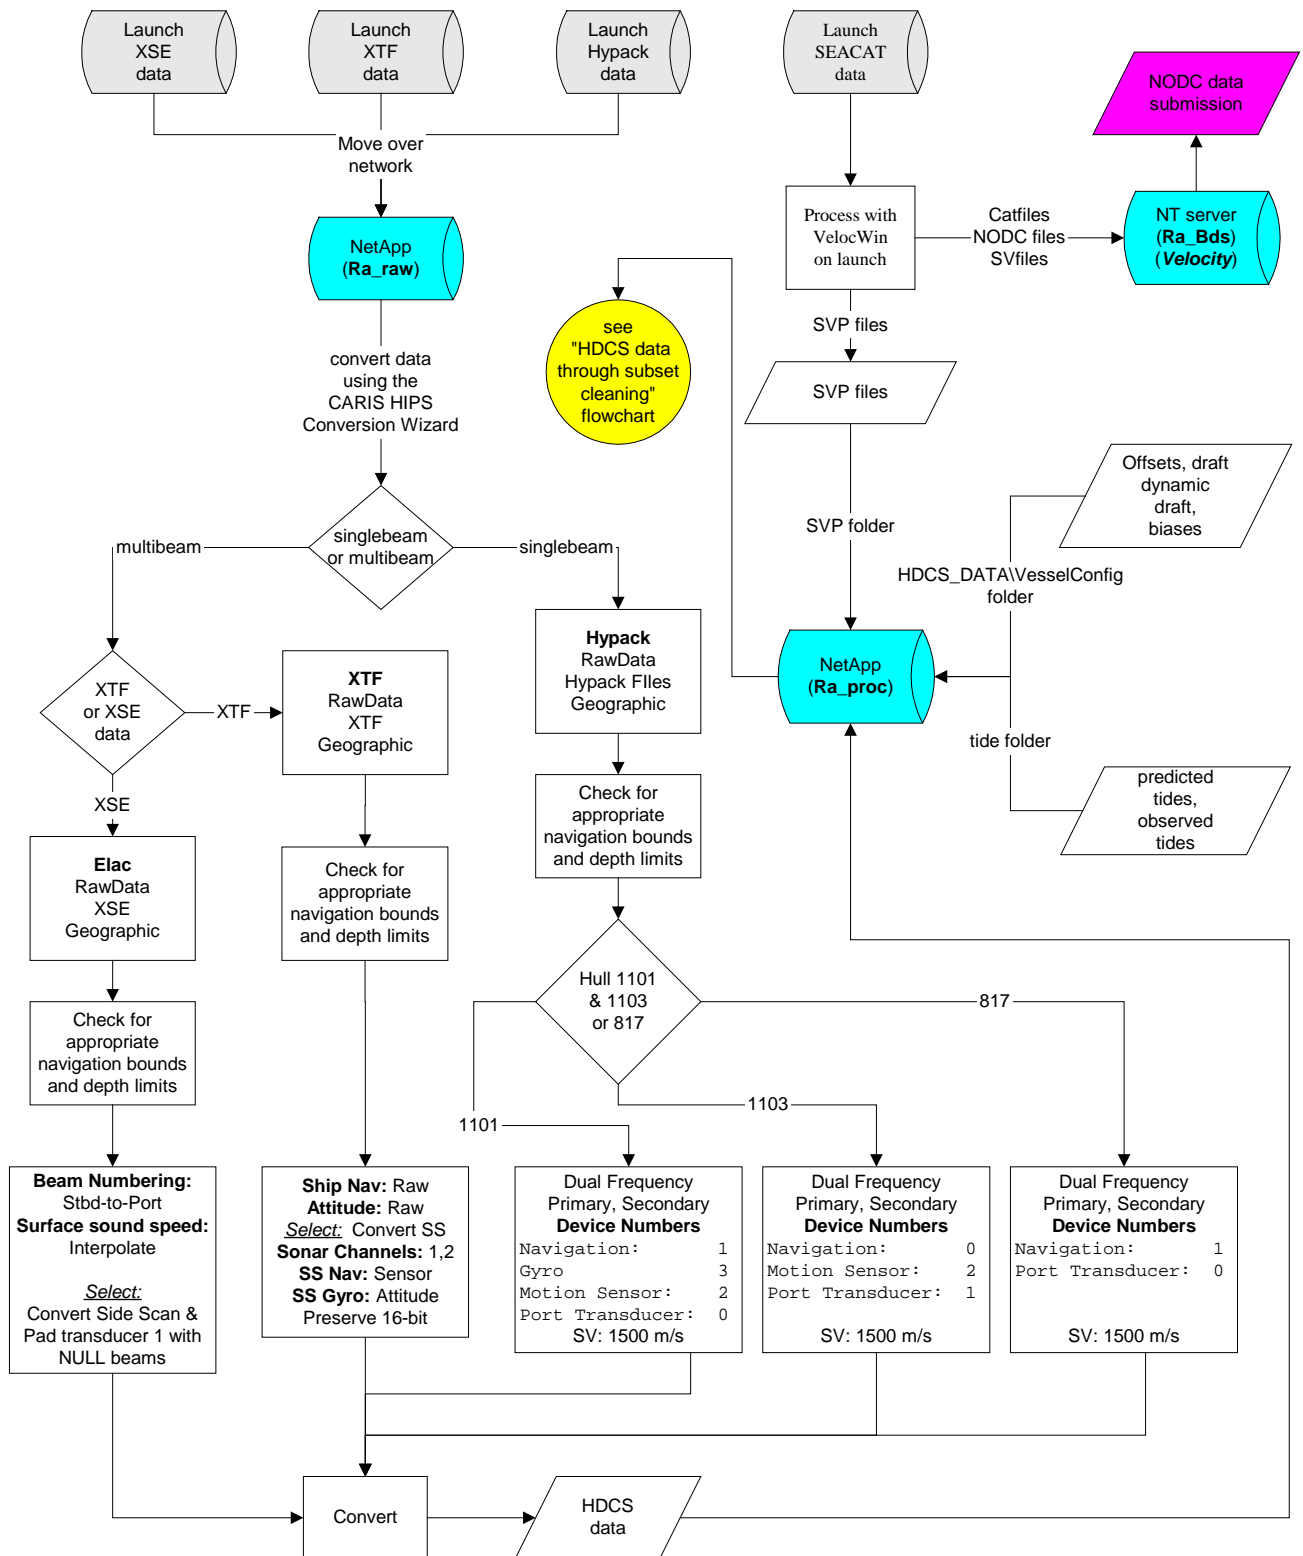 Launch
XSE
data
Launch
XTF
data
Launch
Hypack
data
Launch
SEACAT
data
NODC data
submission
Move over
network
Process with
VelocWin
on launch
Catfiles
NODC files
SVfiles
NT server
(Ra_Bds)
(Velocity)
NetApp
(Ra_raw)
SVP files
see
"HDCS data
through subset
cleaning"
flowchart
convert data
using the
CARIS HIPS
Conversion Wizard
SVP files
Offsets, draft
dynamic
draft,
biases
SVP folder
singlebeam
or multibeam
multibeam
singlebeam
HDCS_DATA\VesselConfig
folder
Hypack
RawData
Hypack FIles
Geographic
NetApp
(Ra_proc)
XTF
or XSE
data
XTF
XTF
RawData
XTF
Geographic
tide folder
predicted
tides,
observed
tides
XSE
Check for
appropriate
navigation bounds
and depth limits
Elac
RawData
XSE
Geographic
Check for
appropriate
navigation bounds
and depth limits
Hull 1101
& 1103
or 817
817
Check for
appropriate
navigation bounds
and depth limits
1103
1101
Beam Numbering:
Stbd-to-Port
Surface sound speed:
Interpolate
Select:
Convert Side Scan &
Pad transducer 1 with
NULL beams
Ship Nav: Raw
Attitude: Raw
Select: Convert SS
Sonar Channels: 1,2
SS Nav: Sensor
SS Gyro: Attitude
Preserve 16-bit
Dual Frequency
Primary, Secondary
Device Numbers
Navigation: 1
Gyro 3
Motion Sensor: 2
Port Transducer: 0
SV: 1500 m/s
Dual Frequency
Primary, Secondary
Device Numbers
Navigation: 0
Motion Sensor: 2
Port Transducer: 1
SV: 1500 m/s
Dual Frequency
Primary, Secondary
Device Numbers
Navigation: 1
Port Transducer: 0
SV: 1500 m/s
Convert
HDCS
data